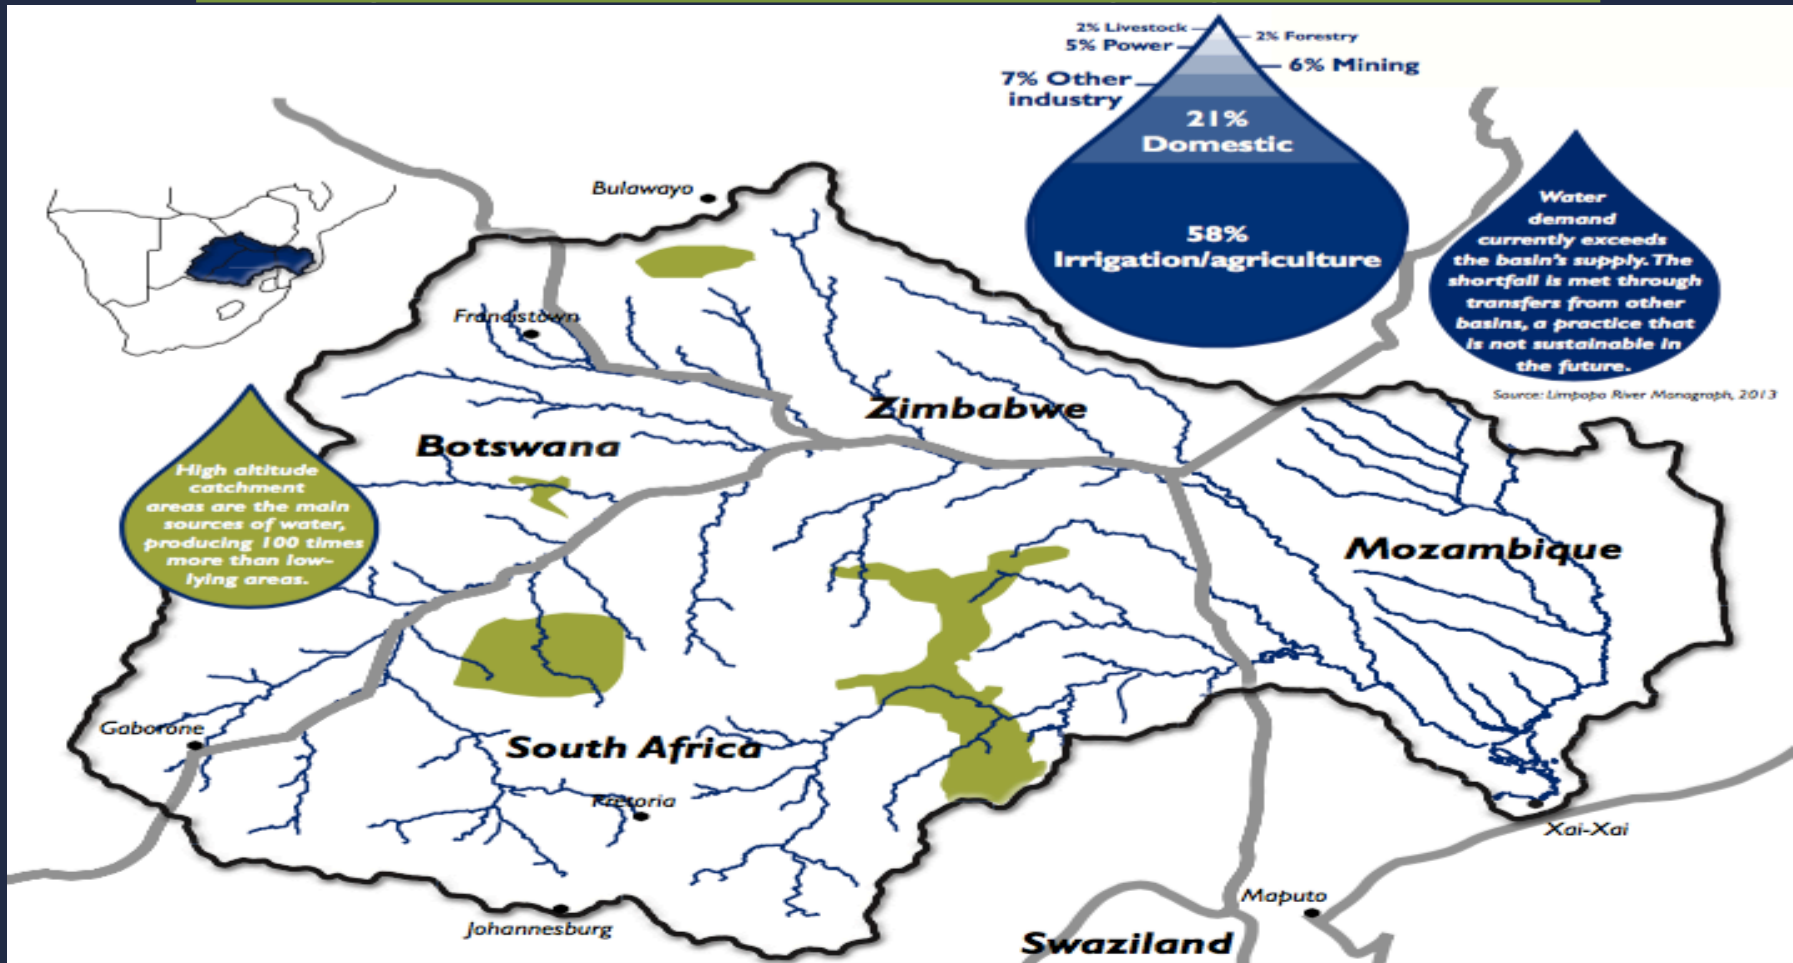 2% Livestock
2% Forestry
5% Power
6% Mining
7% Other
industry
21%
Domestic
58%
Irrigation/agriculture
Water
demand
currently exceeds
the basin's supply. The
shortfall is met through
transfers from other
basins, a practice that
is not sustainable in
the future.
Source: Limpopo River Monograph, 2013
Bulawayo
Francistown
Zimbabwe
Botswana
High altitude
catchment
areas are the main
sources of water,
producing 100 times
more than low-
lying areas.
Mozambique
Gaborone
South Africa
Pretoria
Xai-Xai
Johannesburg
Maputo
Swaziland